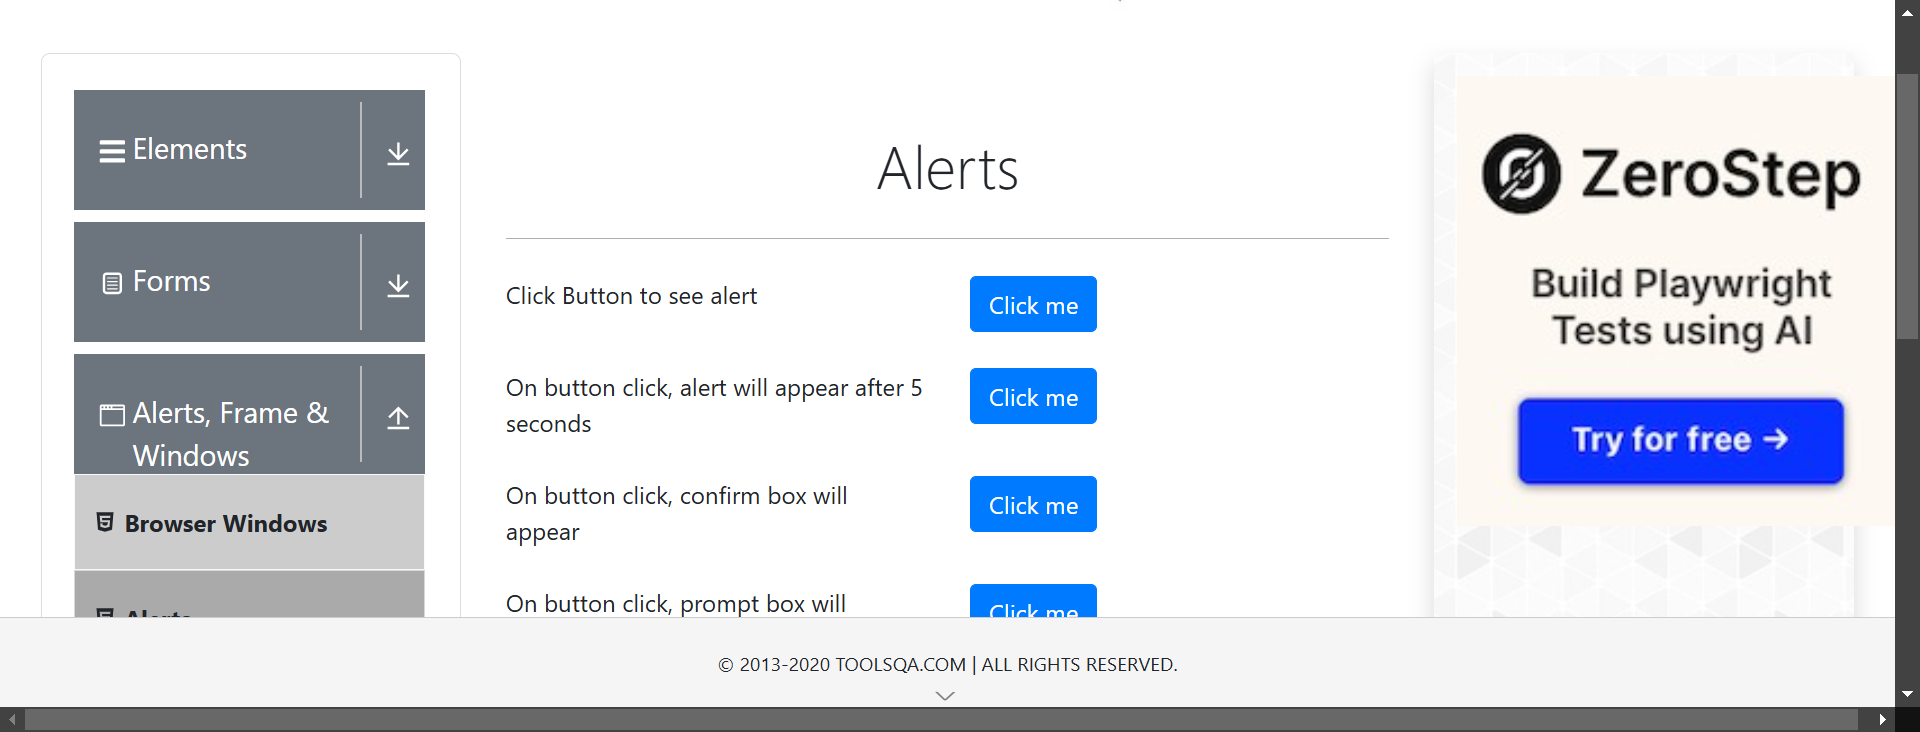 Elements
Forms
Alerts, Frame &
Windows
Browser Windows
Alerts
Alerts
Click Button to see alert
Click me
On button click, alert will appear after 5
seconds
Click me
On button click, confirm box will
appear
Click me
On button click, prompt box will
Click me
ZeroStep
Build Playwright
Tests using AI
Try for free →
© 2013-2020 TOOLSQA.COM | ALL RIGHTS RESERVED.